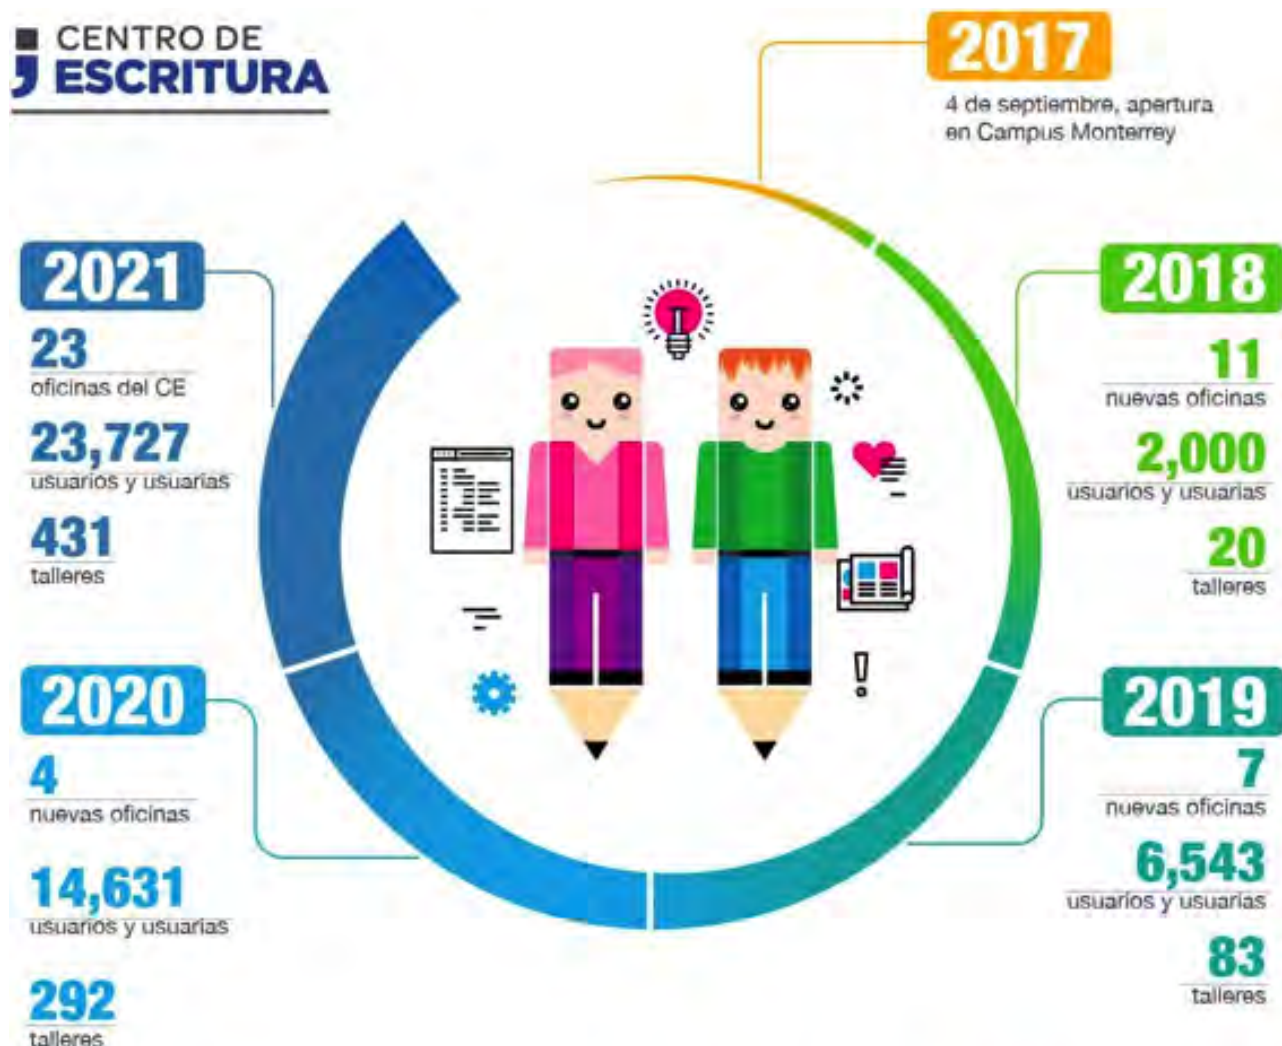 CENTRO DE
ESCRITURA
2017
4 de septiembre, apertura
en Campus Monterrey
2018
11
nuevas oficinas
2,000
usuarios y usuarias
20
talleres
2019
7
nuevas oficinas
6,543
usuarios y usuarias
83
talleres
2020
4
nuevas oficinas
14,631
usuarios y usuarias
292
talleres
2021
23
oficinas del CE
23,727
usuarios y usuarias
431
talleres